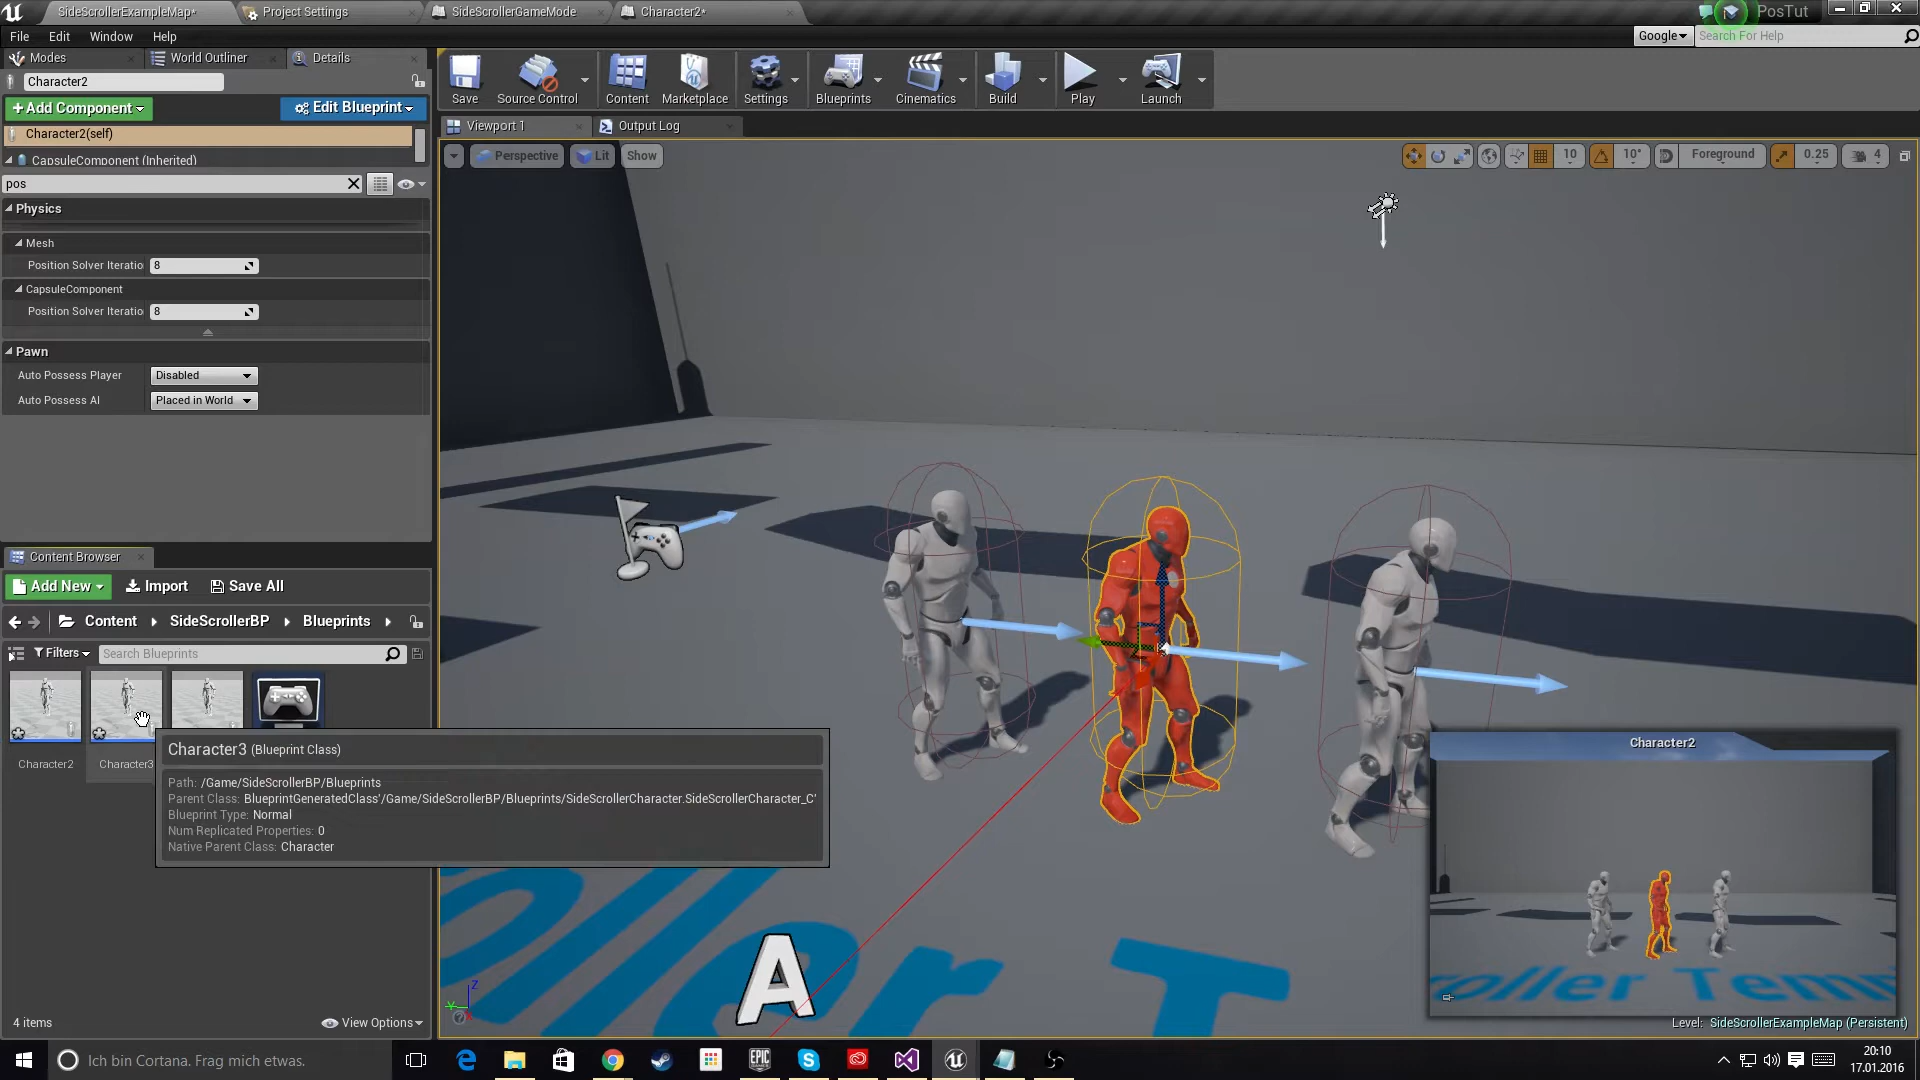 SideScrollerExampleMap*
Project Settings
SideScrollerGameMode
Character2*
PosTut
File Edit Window Help
Google
Search For Help
Modes
World Outliner
Details
Character2
+Add Component
Edit Blueprint
Character2(self)
CapsuleComponent (Inherited)
pos
Physics
Mesh
Position Solver Iteratio 8
CapsuleComponent
Position Solver Iteratio 8
Pawn
Auto Possess Player Disabled
Auto Possess AI Placed in World
Save
Source Control
Content
Marketplace
Settings
Blueprints
Cinematics
Build
Play
Launch
Viewport 1
Output Log
Perspective
Lit
Show
10
10°
Foreground
0.25
4
Content Browser
Add New
Import
Save All
Content
SideScrollerBP
Blueprints
Filters
Search Blueprints
Character2
Character3
Character3 (Blueprint Class)
Path: /Game/SideScrollerBP/Blueprints
Parent Class: BlueprintGeneratedClass'/Game/SideScrollerBP/Blueprints/SideScrollerCharacter.SideScrollerCharacter_C'
Blueprint Type: Normal
Num Replicated Properties: 0
Native Parent Class: Character
Character2
oller T
A
Z
Y
roller Temp
4 items
View Options
Level: SideScrollerExampleMap (Persistent)
Ich bin Cortana. Frag mich etwas.
EPIC
GAMES
20:10
17.01.2016